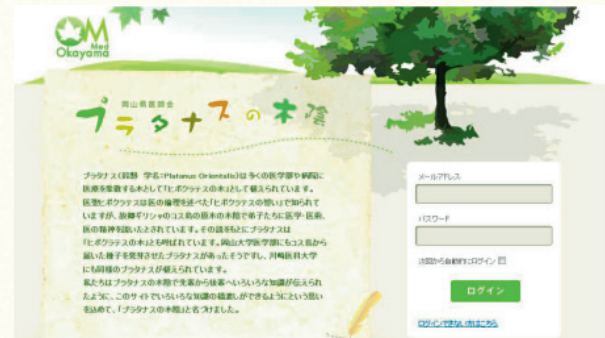 OM
Med
Okayama
岡山県医師会
プラタナスの木陰
プラタナス(鈴懸 学名:Platanus Orientalis)は多くの医学部や病院に
医療を象徴する木として「ヒポクラテスの木」として植えられています。
医聖ヒポクラテスは医の倫理を述べた「ヒポクラテスの誓い」で知られて
いますが、故郷ギリシャのコス島の原木の木陰で弟子たちに医学・医術、
医の精神を説いたとされています。その話をもとにプラタナスは
「ヒポクラテスの木」とも呼ばれています。岡山大学医学部にもコス島から
届いた種子を発芽させたプラタナスがあったそうですし、川崎医科大学
にも同様のプラタナスが植えられています。
私たちはプラタナスの木陰で先輩から後輩へいろいろな知識が伝えられ
たように、このサイトでいろいろな知識の橋渡しができるようにという思い
を込めて、「プラタナスの木陰」と名づけました。
メールアドレス
パスワード
次回から自動的にログイン
ログイン
ログインできない方はこちら